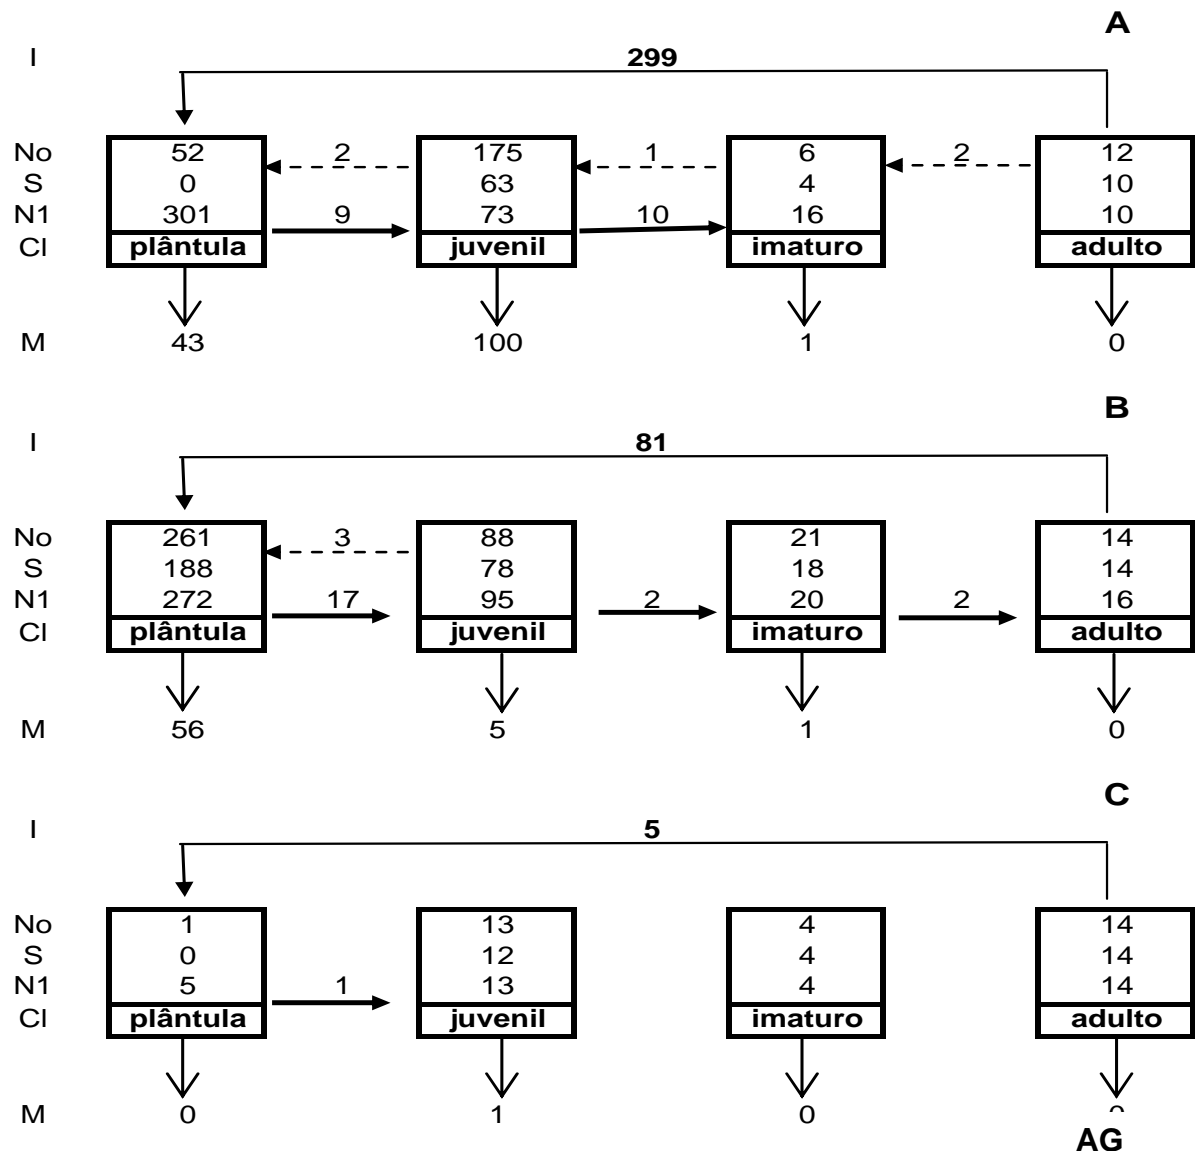 A
I 299
No 52 2 175 1 6 2 12
S 0 63 4 10
N1 301 9 73 10 16 10
Cl plântula juvenil imaturo adulto
M 43 100 1 0
B
I 81
No 261 3 88 21 14
S 188 78 18 14
N1 272 17 95 2 20 2 16
Cl plântula juvenil imaturo adulto
M 56 5 1 0
C
I 5
No 1 13 4 14
S 0 12 4 14
N1 5 1 13 4 14
Cl plântula juvenil imaturo adulto
M 0 1 0
AG